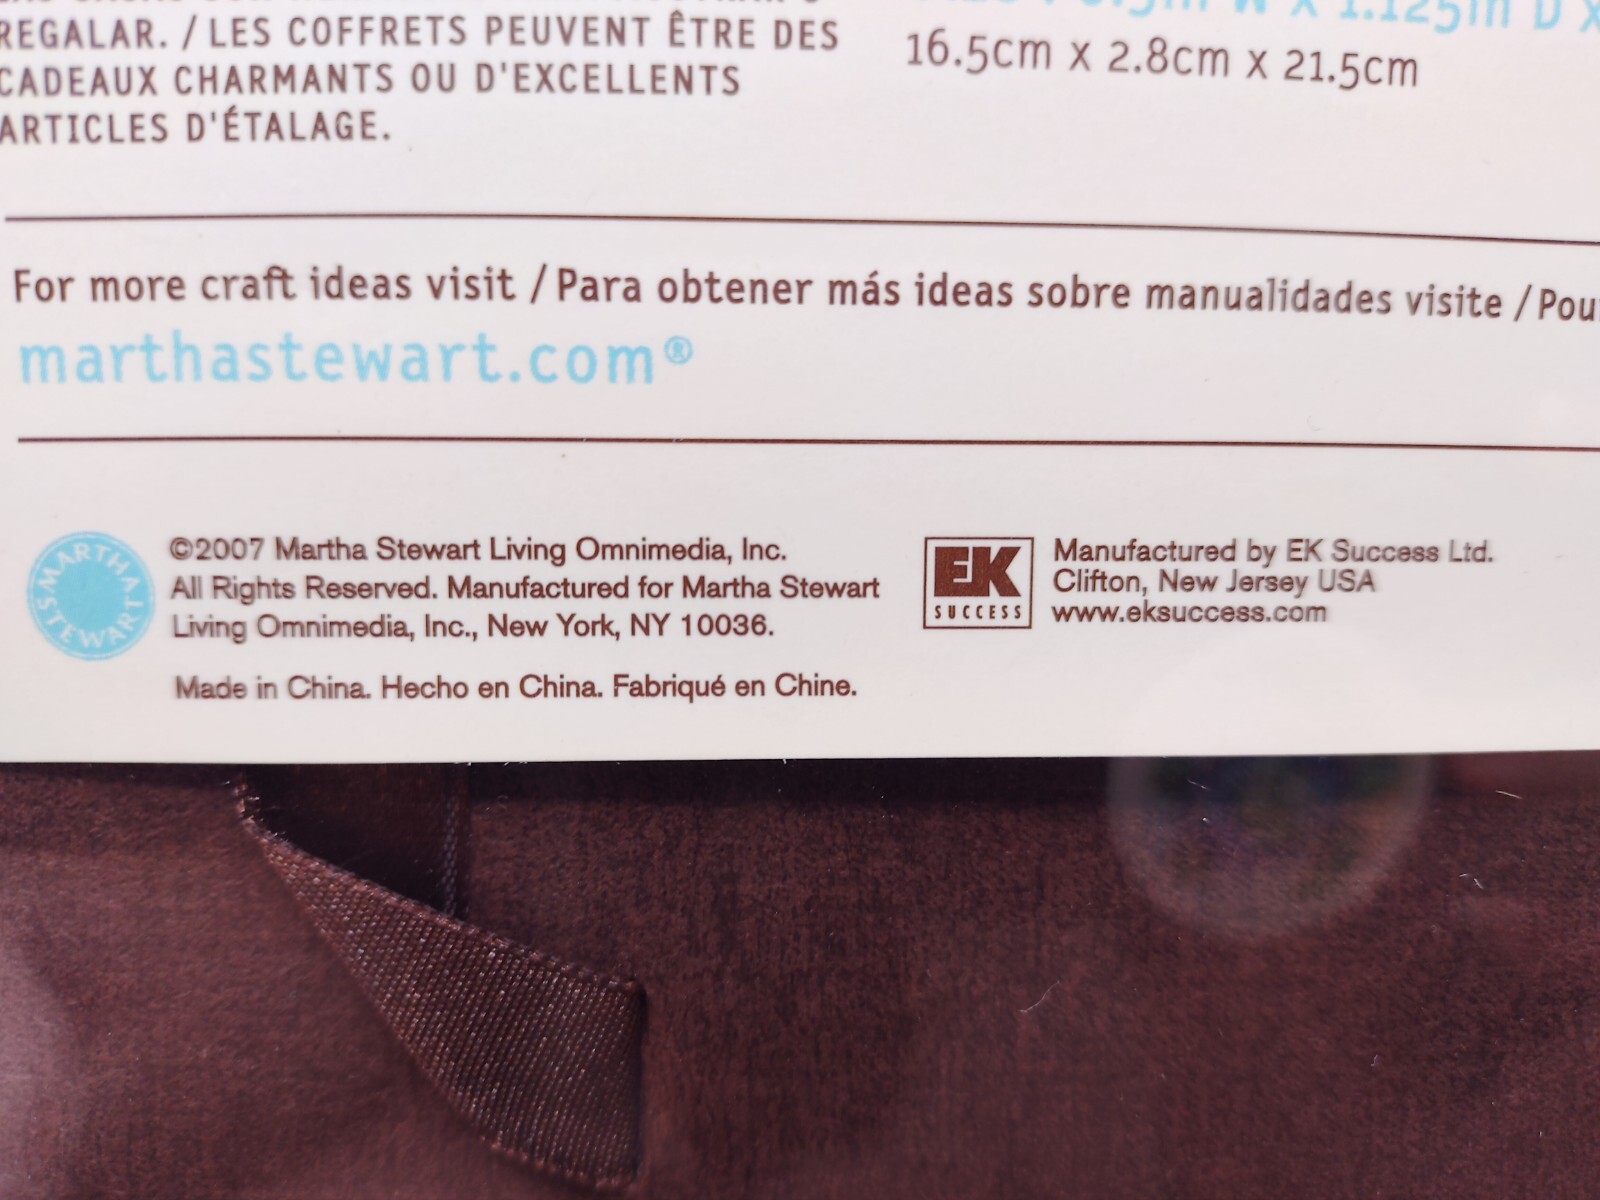 REGALAR. / LES COFFRETS PEUVENT ÊTRE DES
CADEAUX CHARMANTS OU D'EXCELLENTS
ARTICLES D'ÉTALAGE.
1.125in D x
16.5cm x 2.8cm x 21.5cm
For more craft ideas visit / Para obtener más ideas sobre manualidades visite / Pou
marthastewart.com®
MARTHA STEWART
©2007 Martha Stewart Living Omnimedia, Inc.
All Rights Reserved. Manufactured for Martha Stewart
Living Omnimedia, Inc., New York, NY 10036.
Made in China. Hecho en China. Fabriqué en Chine.
EK
SUCCESS
Manufactured by EK Success Ltd.
Clifton, New Jersey USA
www.eksuccess.com